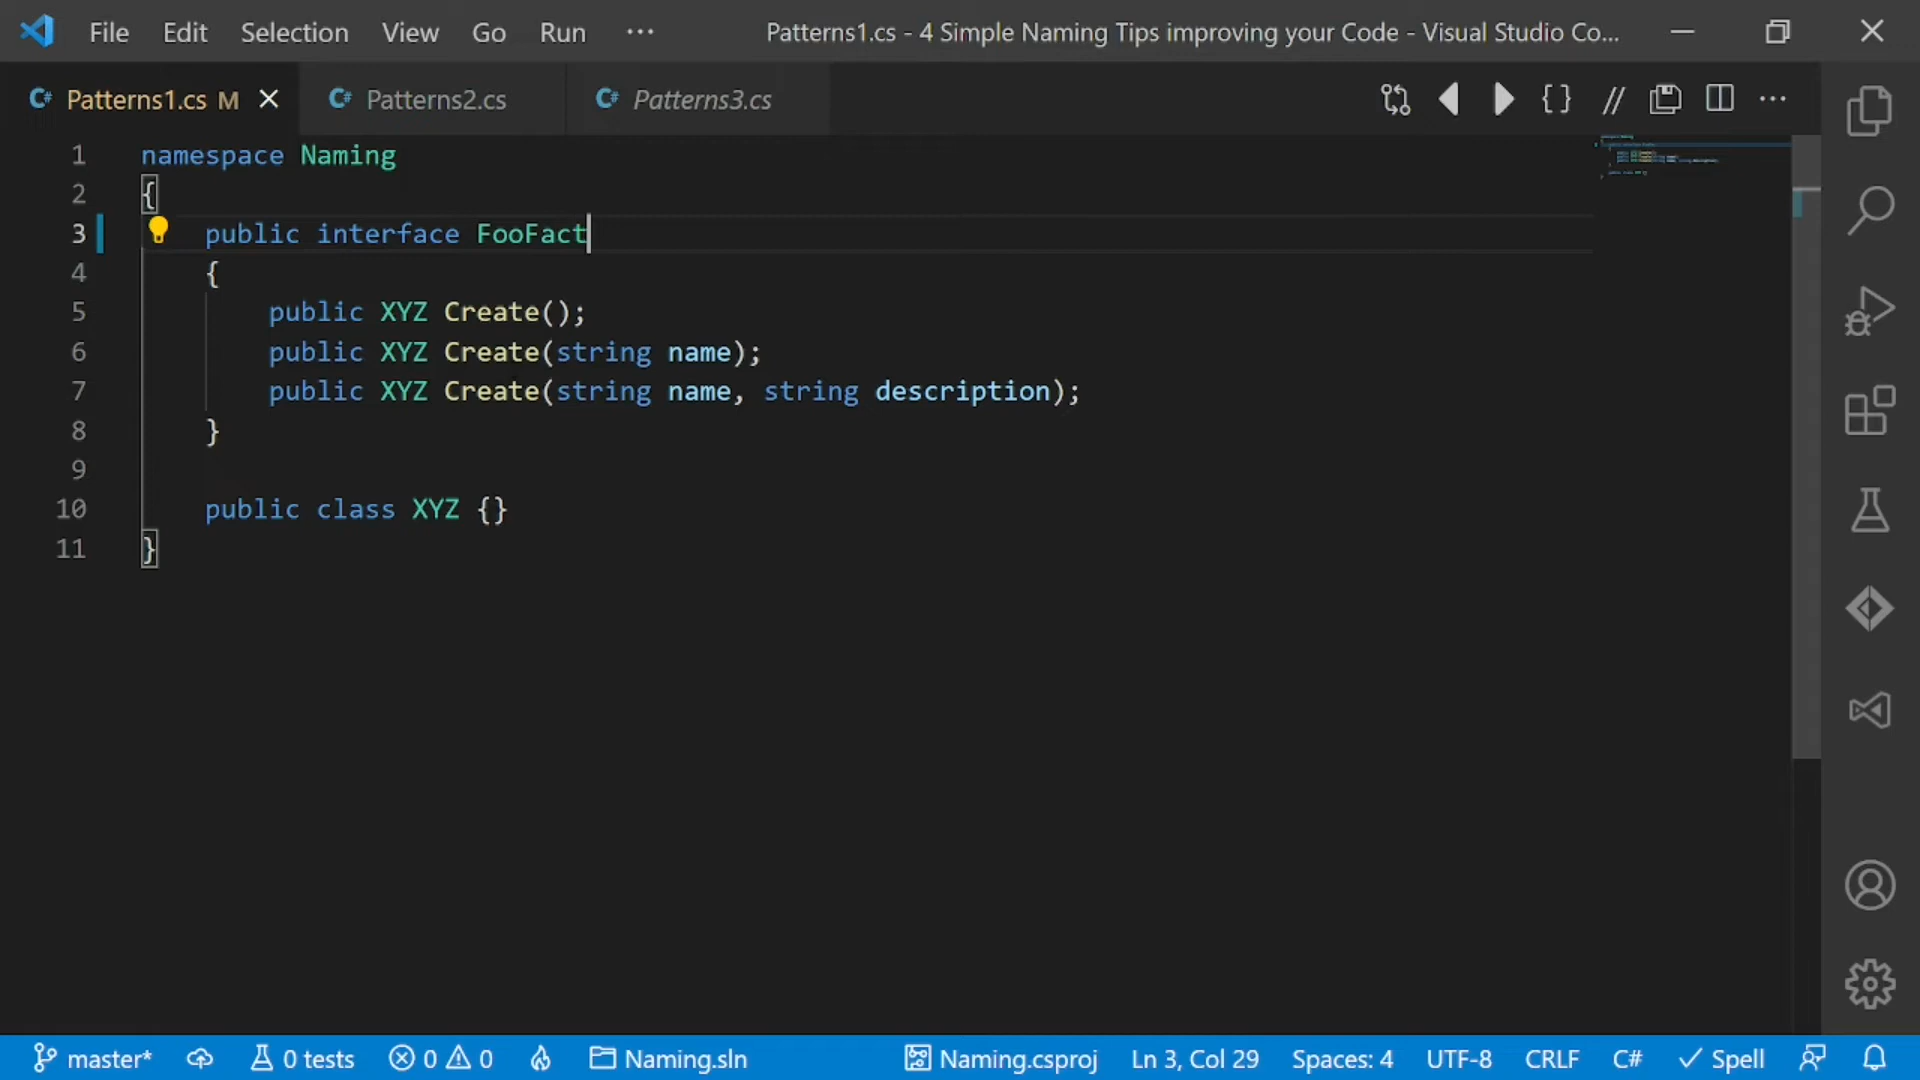 File Edit Selection View Go Run ··· Patterns1.cs - 4 Simple Naming Tips improving your Code - Visual Studio Co...
C# Patterns1.cs M C# Patterns2.cs C# Patterns3.cs { } // ···
1 namespace Naming
2 {
3 public interface FooFact
4 {
5 public XYZ Create();
6 public XYZ Create(string name);
7 public XYZ Create(string name, string description);
8 }
9
10 public class XYZ {}
11 }
master* 0 tests 0 0 Naming.sln Naming.csproj Ln 3, Col 29 Spaces: 4 UTF-8 CRLF C# Spell